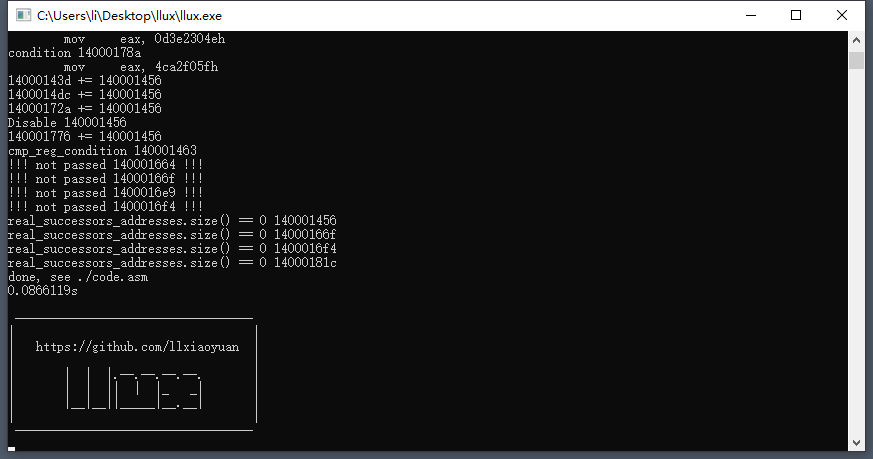 C:\Users\li\Desktop\llux\llux.exe
mov eax, 0d3e2304eh
condition 14000178a
mov eax, 4ca2f05fh
14000143d += 140001456
1400014dc += 140001456
14000172a += 140001456
Disable 140001456
140001776 += 140001456
cmp_reg_condition 140001463
!!! not passed 140001664 !!!
!!! not passed 14000166f !!!
!!! not passed 1400016e9 !!!
!!! not passed 1400016f4 !!!
real_successors_addresses.size() == 0 140001456
real_successors_addresses.size() == 0 14000166f
real_successors_addresses.size() == 0 1400016f4
real_successors_addresses.size() == 0 14000181c
done, see ./code.asm
0.0866119s
https://github.com/llxiaoyuan